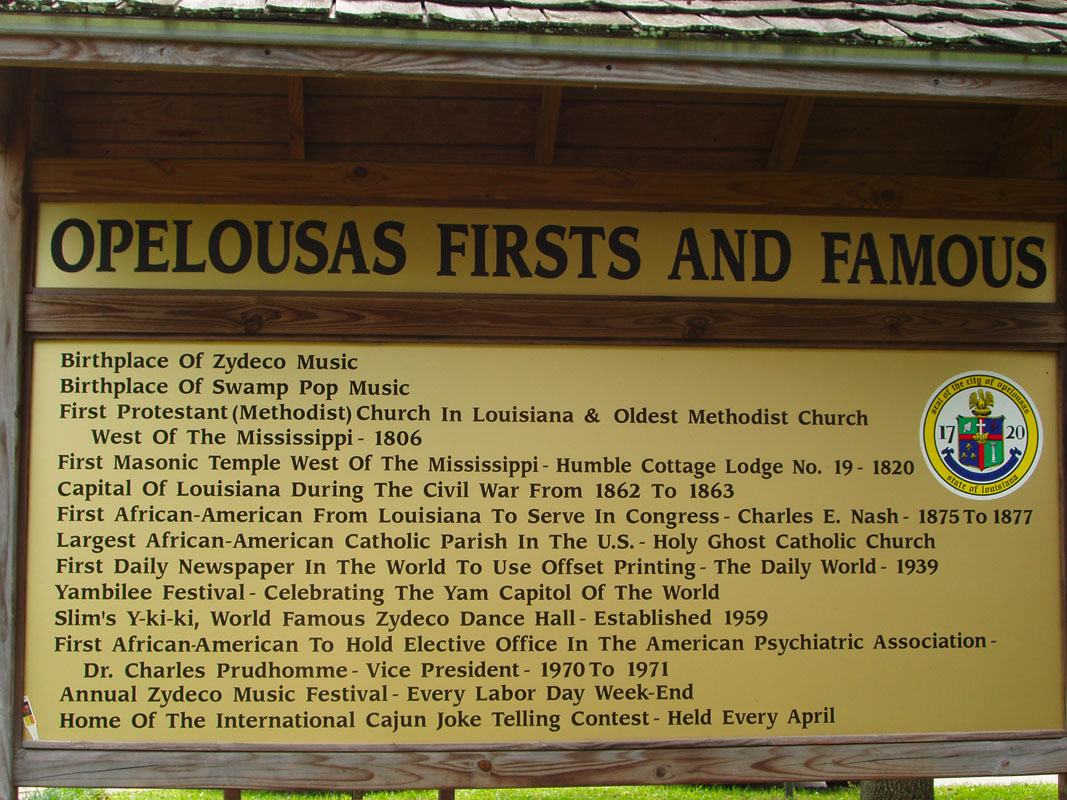 OPELOUSAS FIRSTS AND FAMOUS
Birthplace Of Zydeco Music
Birthplace Of Swamp Pop Music
First Protestant (Methodist) Church In Louisiana & Oldest Methodist Church
West Of The Mississippi - 1806
First Masonic Temple West Of The Mississippi - Humble Cottage Lodge No. 19 - 1820
Capital Of Louisiana During The Civil War From 1862 To 1863
First African-American From Louisiana To Serve In Congress - Charles E. Nash - 1875 To 1877
Largest African-American Catholic Parish In The U.S. - Holy Ghost Catholic Church
First Daily Newspaper In The World To Use Offset Printing - The Daily World - 1939
Yambilee Festival - Celebrating The Yam Capitol Of The World
Slim's Y-ki-ki, World Famous Zydeco Dance Hall - Established 1959
First African-American To Hold Elective Office In The American Psychiatric Association -
Dr. Charles Prudhomme - Vice President - 1970 To 1971
Annual Zydeco Music Festival - Every Labor Day Week-End
Home Of The International Cajun Joke Telling Contest - Held Every April
seal of the city of opelousas
17 20
state of louisiana